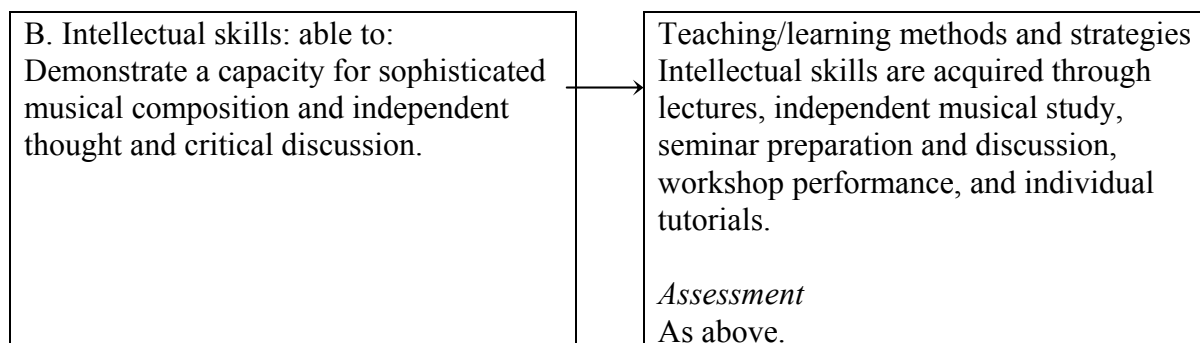 B. Intellectual skills: able to:
Demonstrate a capacity for sophisticated
musical composition and independent
thought and critical discussion.
Teaching/learning methods and strategies
Intellectual skills are acquired through
lectures, independent musical study,
seminar preparation and discussion,
workshop performance, and individual
tutorials.
Assessment
As above.